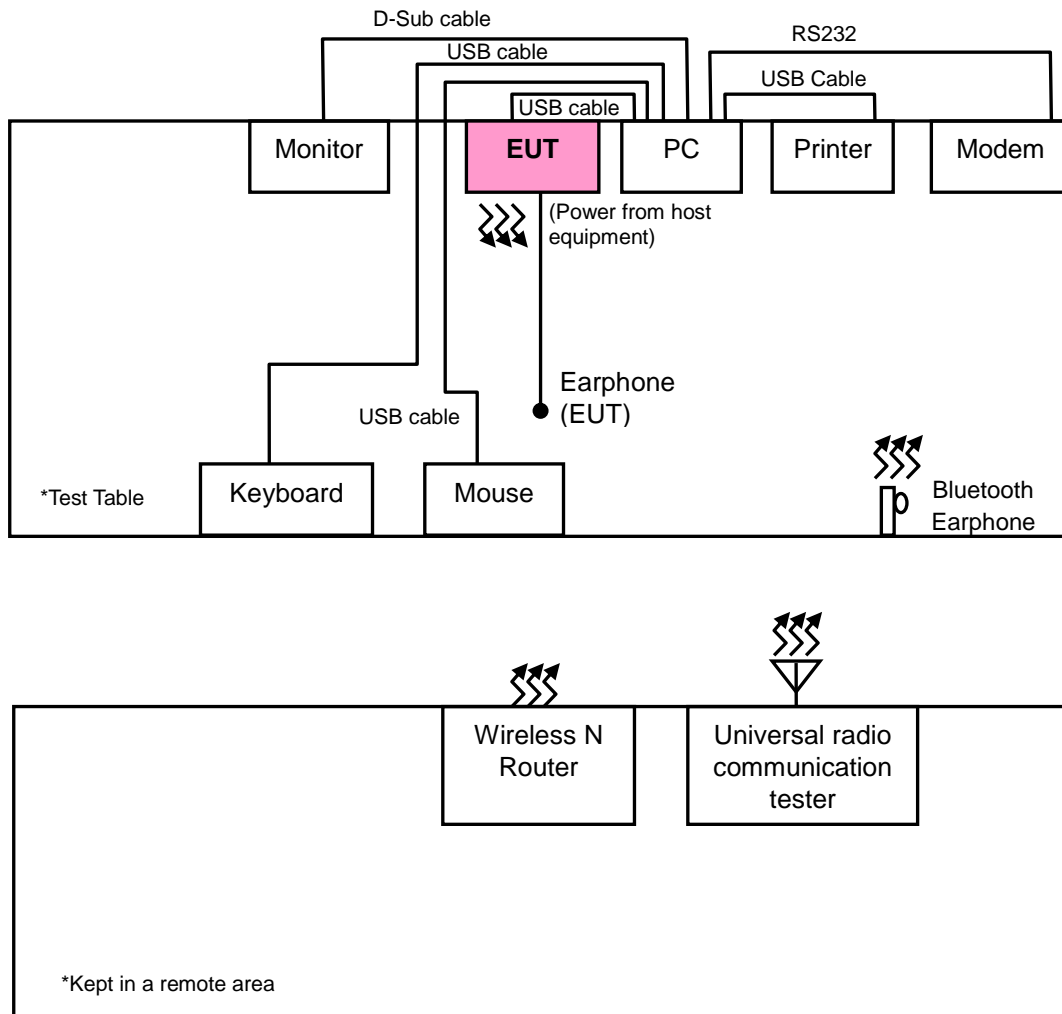 D-Sub cable
USB cable
RS232
USB Cable
USB cable
Monitor
EUT
PC
Printer
Modem
(Power from host
equipment)
Earphone
(EUT)
USB cable
*Test Table
Keyboard
Mouse
Bluetooth
Earphone
Wireless N
Router
Universal radio
communication
tester
*Kept in a remote area